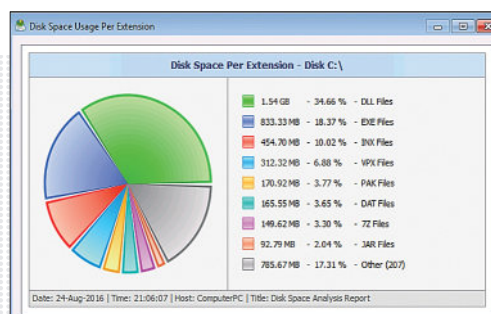 Disk Space Usage Per Extension
Disk Space Per Extension - Disk C:\
1.54 GB - 34.66 % - DLL Files
833.33 MB - 18.37 % - EXE Files
454.70 MB - 10.02 % - INX Files
312.32 MB - 6.88 % - VPX Files
170.92 MB - 3.77 % - PAK Files
165.55 MB - 3.65 % - DAT Files
149.62 MB - 3.30 % - 7Z Files
92.79 MB - 2.04 % - JAR Files
785.67 MB - 17.31 % - Other (207)
Date: 24-Aug-2016 | Time: 21:06:07 | Host: ComputerPC | Title: Disk Space Analysis Report